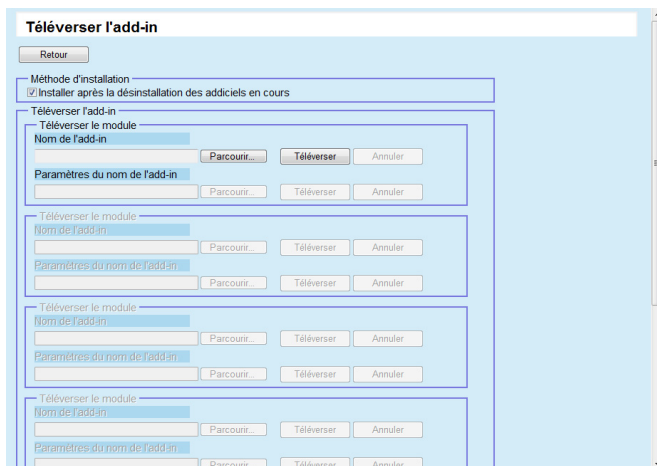 Téléverser l'add-in
Retour
Méthode d'installation
Installer après la désinstallation des addiciels en cours
Téléverser l'add-in
Téléverser le module
Nom de l'add-in
Parcourir... Téléverser Annuler
Paramètres du nom de l'add-in
Parcourir... Téléverser Annuler
Téléverser le module
Nom de l'add-in
Parcourir... Téléverser Annuler
Paramètres du nom de l'add-in
Parcourir... Téléverser Annuler
Téléverser le module
Nom de l'add-in
Parcourir... Téléverser Annuler
Paramètres du nom de l'add-in
Parcourir... Téléverser Annuler
Téléverser le module
Nom de l'add-in
Parcourir... Téléverser Annuler
Paramètres du nom de l'add-in
Parcourir... Téléverser Annuler